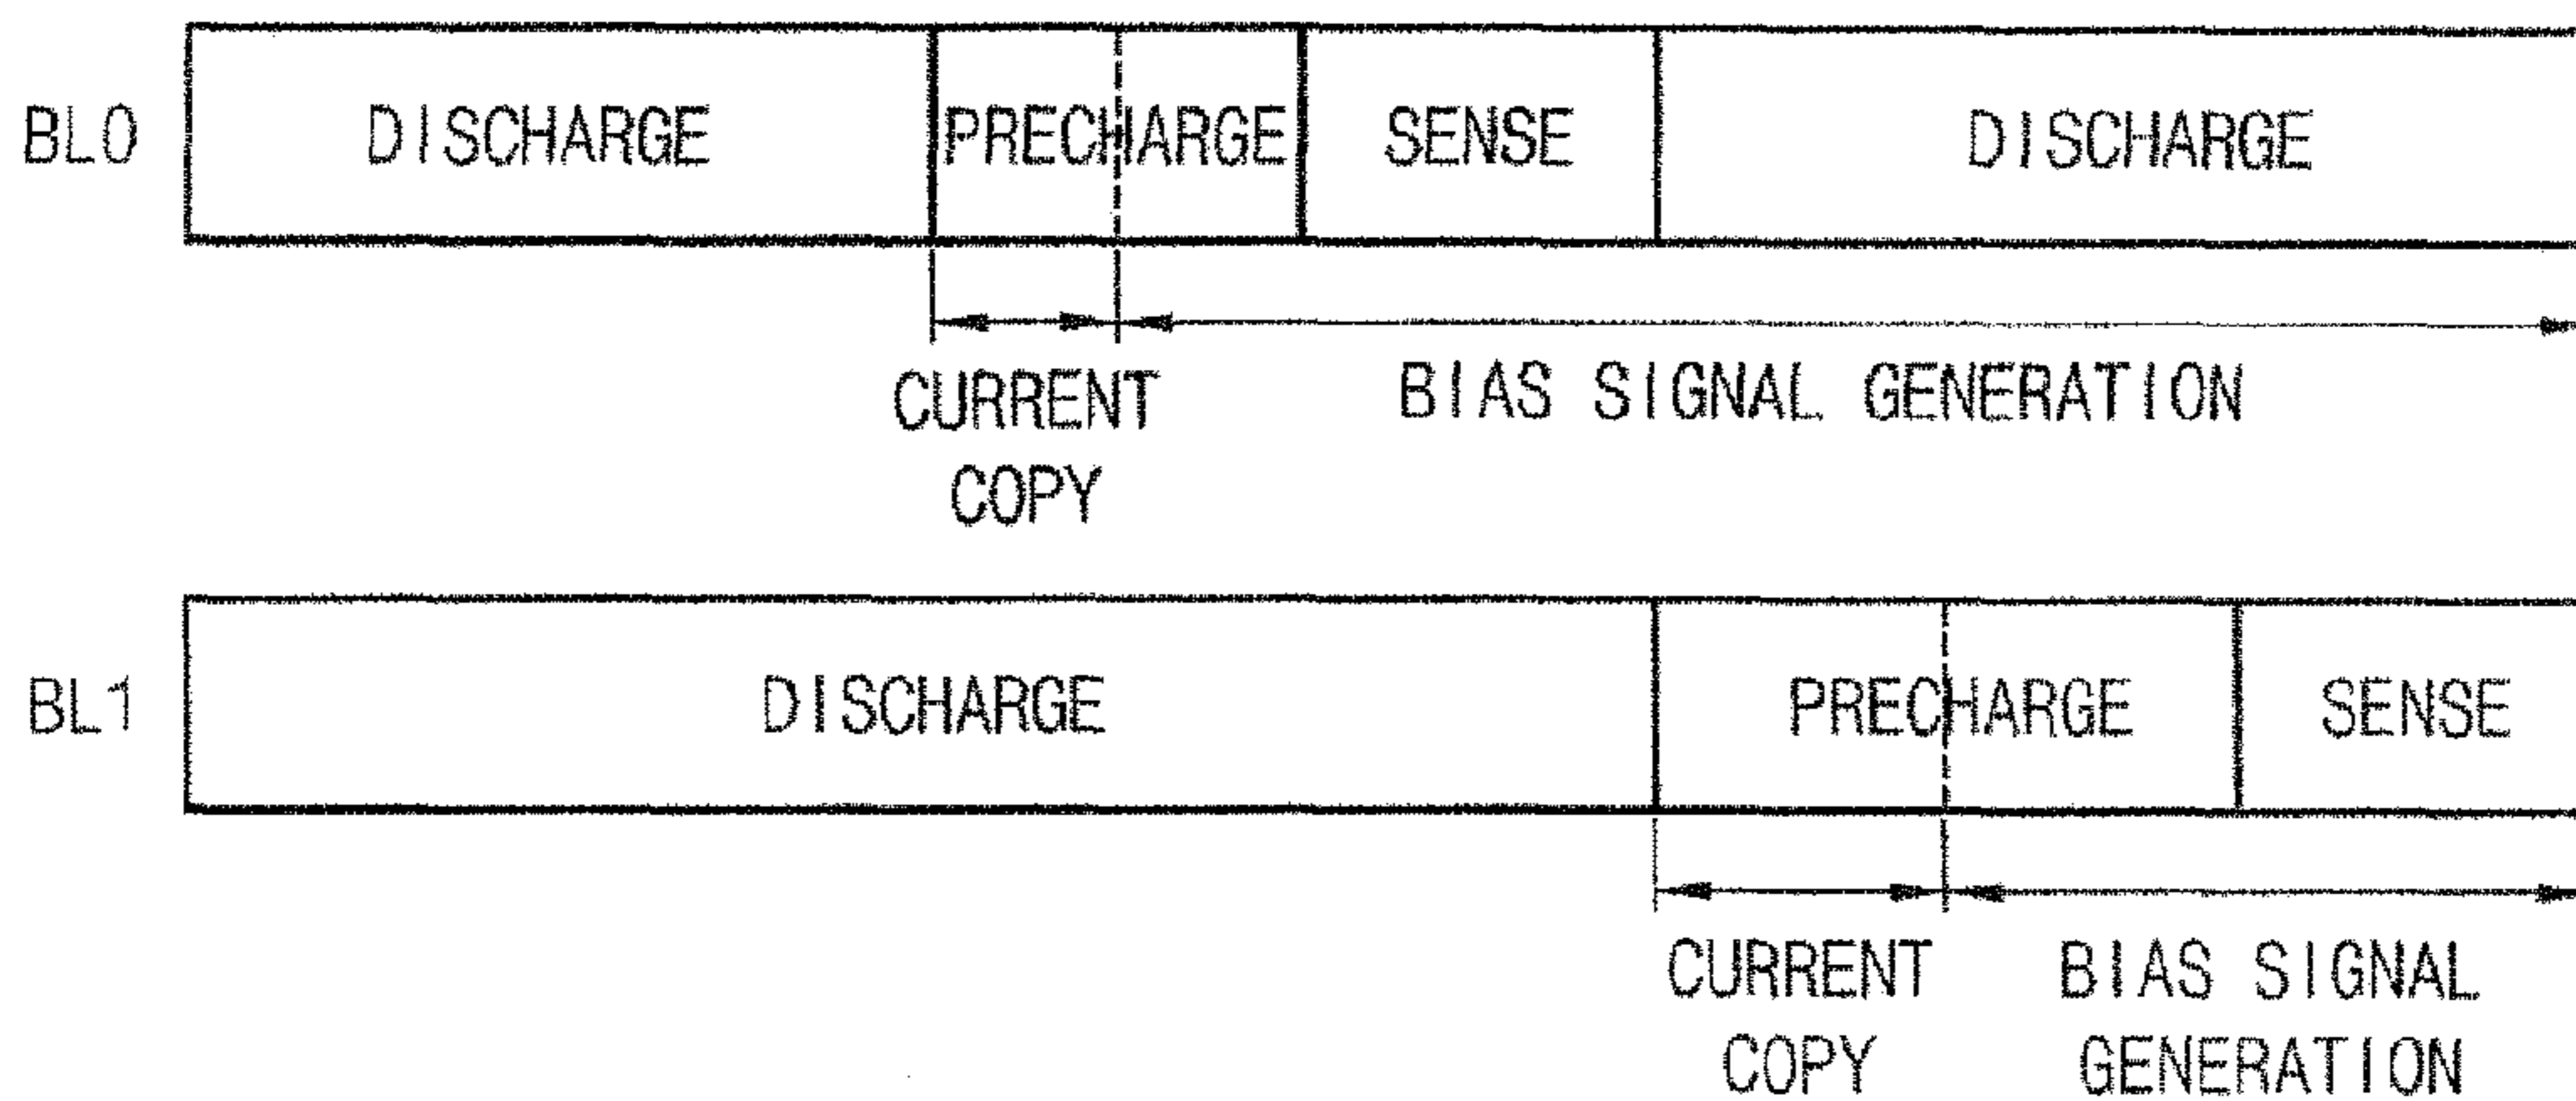 BL0 DISCHARGE PRECHARGE SENSE DISCHARGE
CURRENT COPY
BIAS SIGNAL GENERATION
BL1 DISCHARGE PRECHARGE SENSE
CURRENT COPY
BIAS SIGNAL GENERATION